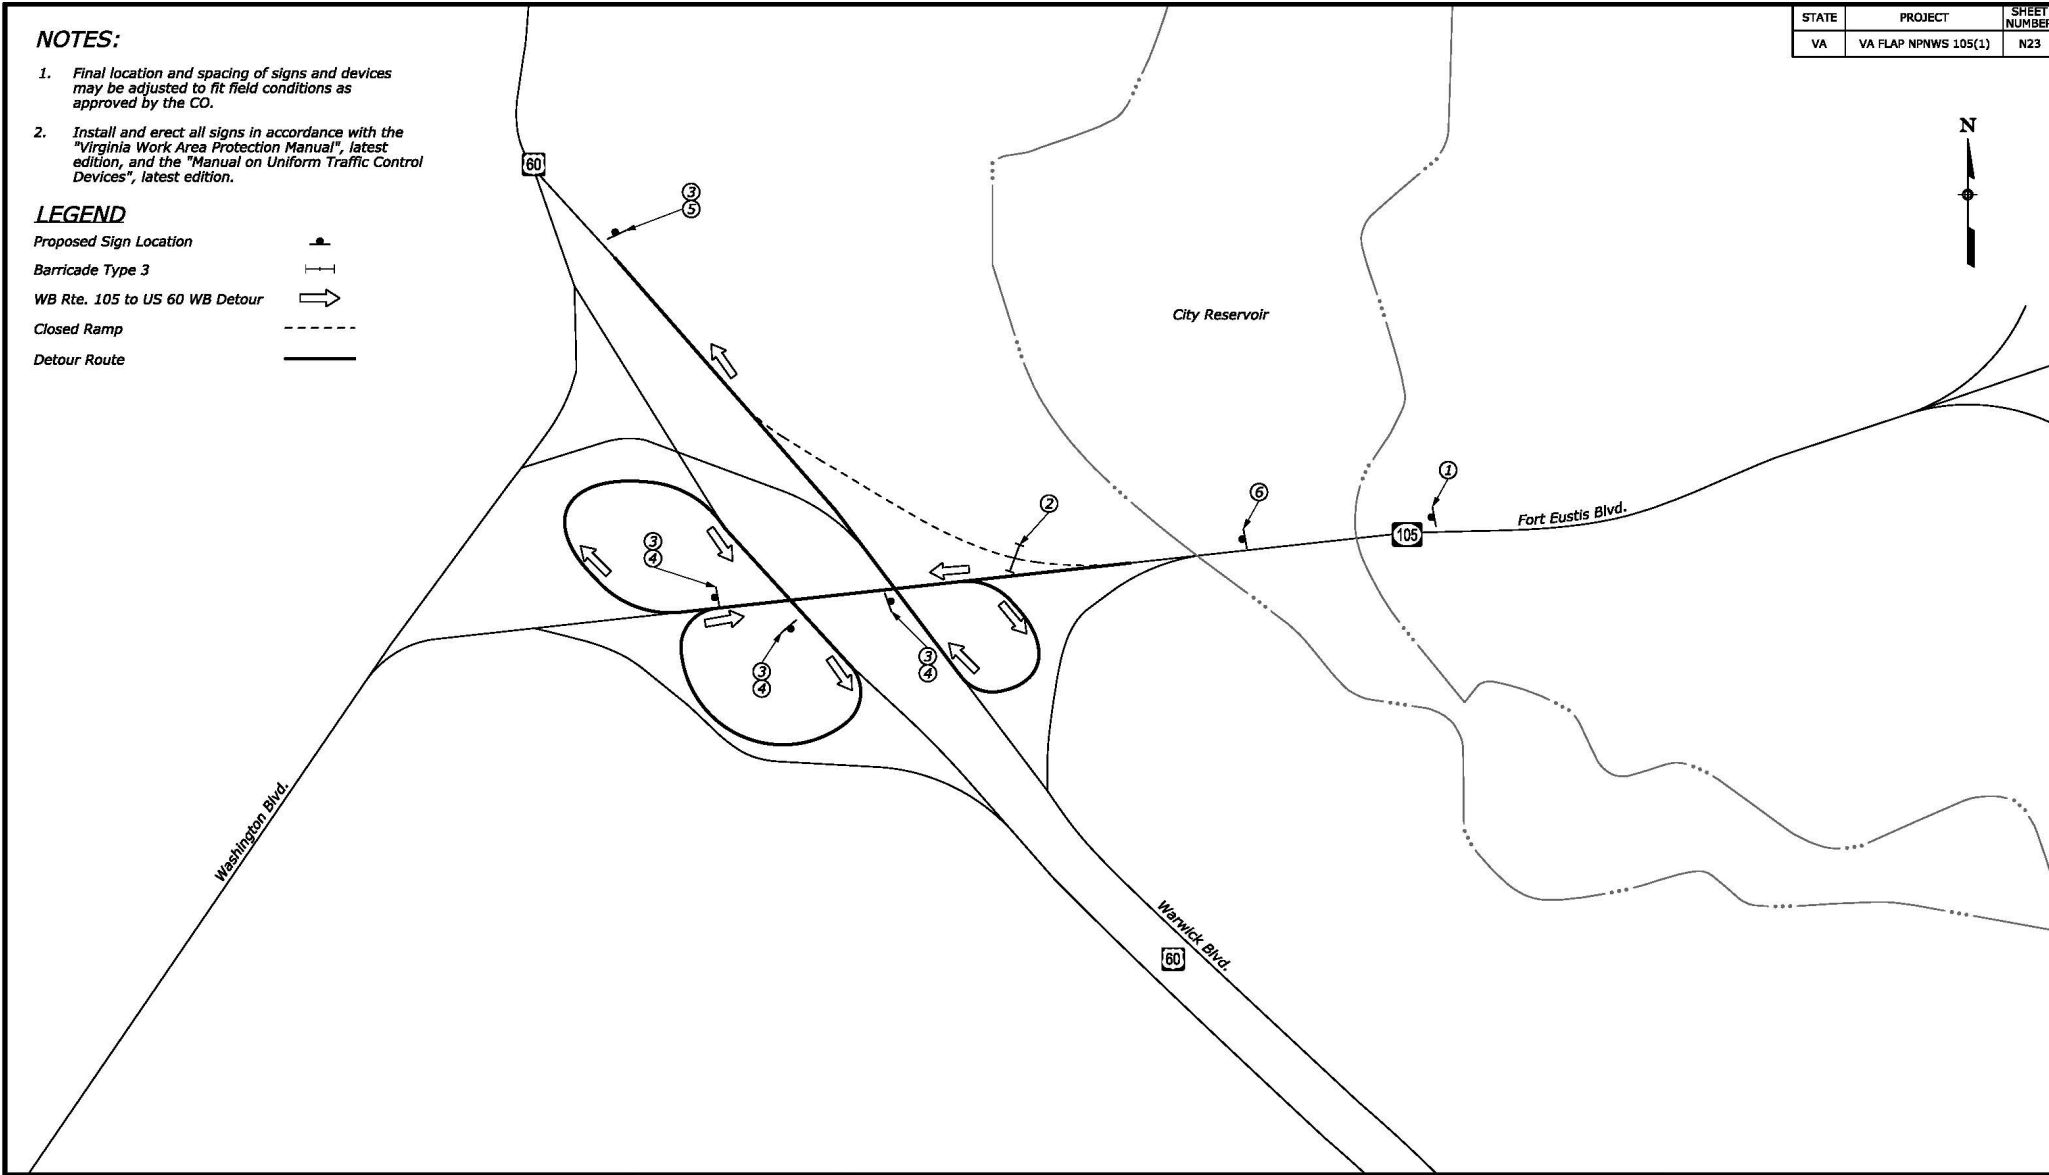 STATE PROJECT SHEET NUMBER
VA VA FLAP NPNWS 105(1) N23
NOTES:
1. Final location and spacing of signs and devices
may be adjusted to fit field conditions as
approved by the CO.
2. Install and erect all signs in accordance with the
"Virginia Work Area Protection Manual", latest
edition, and the "Manual on Uniform Traffic Control
Devices", latest edition.
LEGEND
Proposed Sign Location
Barricade Type 3
WB Rte. 105 to US 60 WB Detour
Closed Ramp
Detour Route
N
60
3
5
City Reservoir
1
6
2
Fort Eustis Blvd.
105
3
4
3
4
3
4
Washington Blvd.
Warwick Blvd.
60